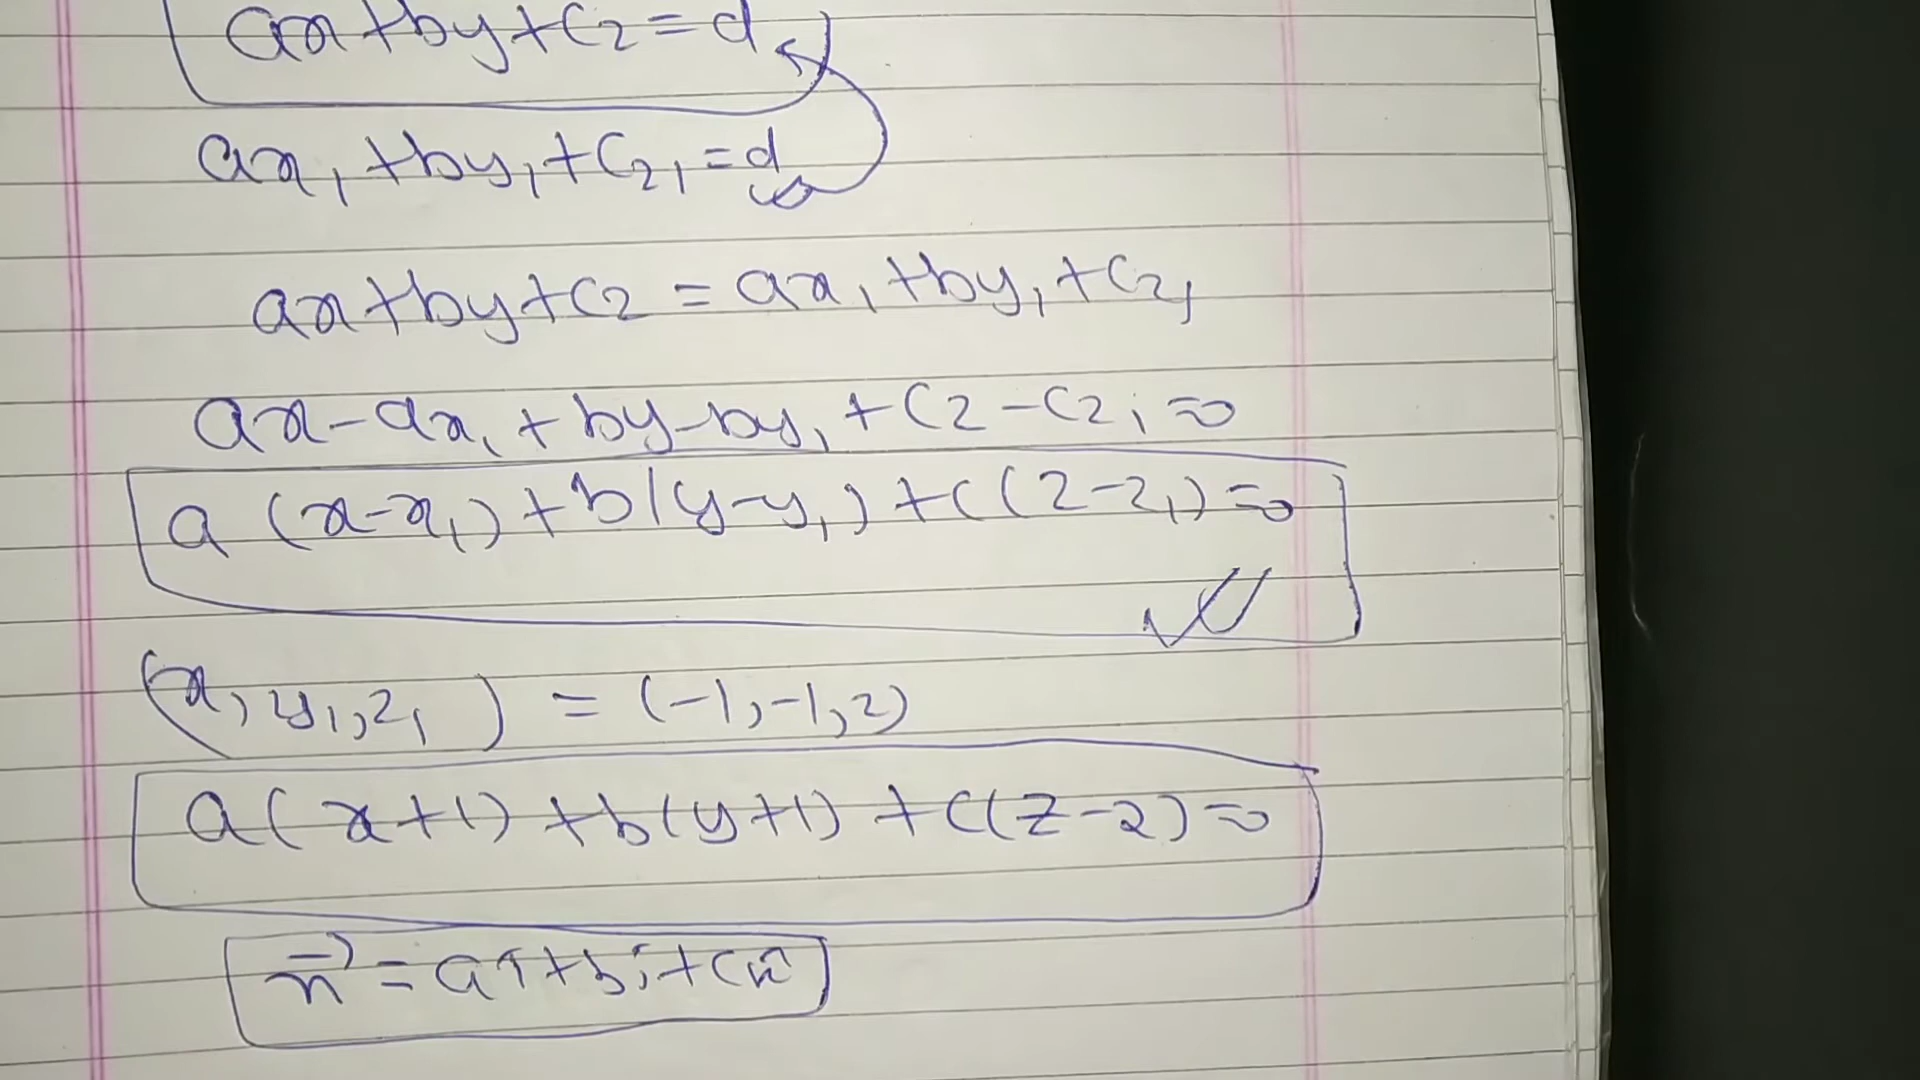 ax+by+cz=d
ax₁+by₁+cz₁=d
ax+by+cz=ax₁+by₁+cz₁
ax-ax₁+by-by₁+cz-cz₁=0
a(x-x₁)+b(y-y₁)+c(z-z₁)=0
(x, y₁, z₁) = (-1,-1,2)
a(x+1)+b(y+1)+c(z-2)=0
n⃗ = aî+bĵ+ck̂